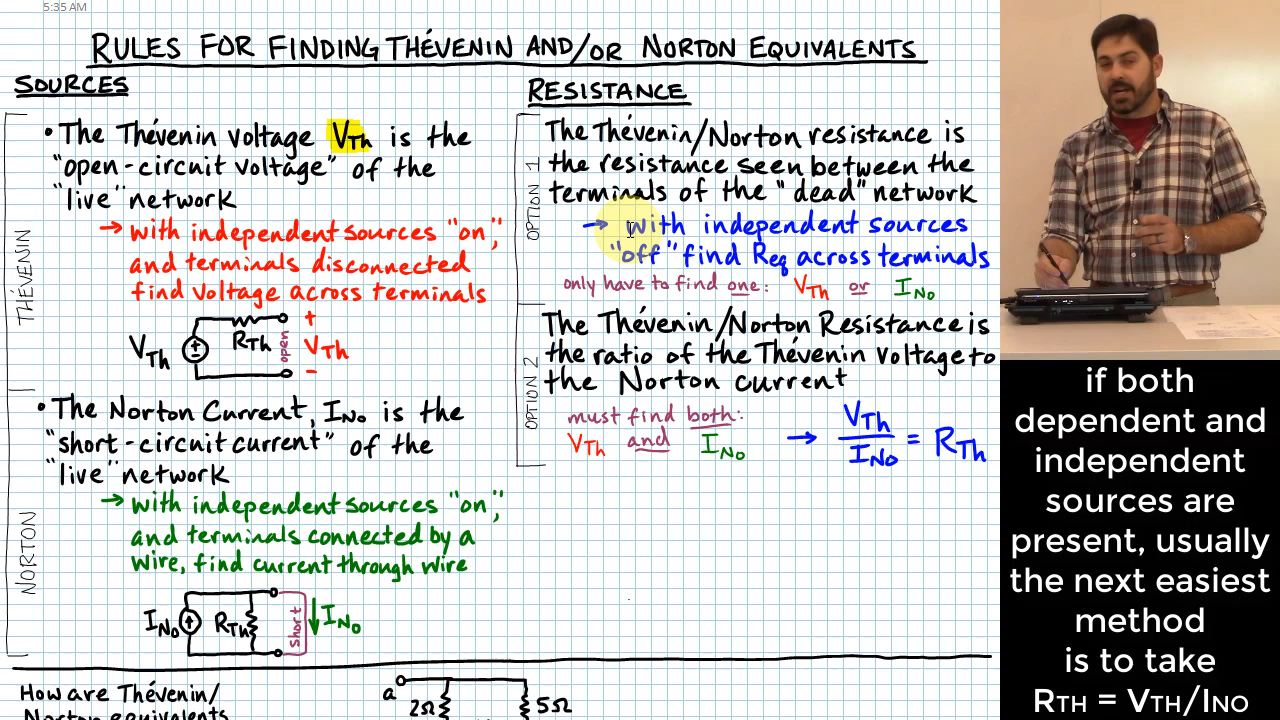 5:35 AM
RULES FOR FINDING THÉVENIN AND/OR NORTON EQUIVALENTS
SOURCES
THÉVENIN
• The Thévenin voltage VTh is the
"open-circuit voltage" of the
"live" network
→ with independent sources "on",
and terminals disconnected
find voltage across terminals
VTh
RTh
open
+
VTh
-
NORTON
• The Norton Current, INo is the
"short-circuit current" of the
"live" network
→ with independent sources "on",
and terminals connected by a
wire, find current through wire
INo
RTh
short
INo
RESISTANCE
OPTION 1
The Thévenin/Norton resistance is
the resistance seen between the
terminals of the "dead" network
→ with independent sources
"off" find Req across terminals
only have to find one: VTh or INo
OPTION 2
The Thévenin/Norton Resistance is
the ratio of the Thévenin Voltage to
the Norton current
must find both:
VTh and INo
→ VTh/INo = RTh
How are Thévenin/
Norton equivalents
a
2Ω
5Ω
if both
dependent and
independent
sources are
present, usually
the next easiest
method
is to take
RTH = VTH/INO